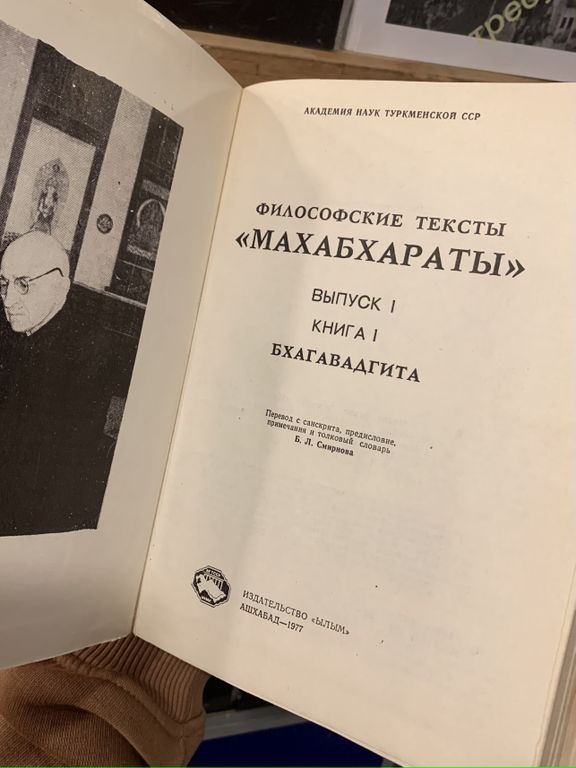 требу
АКАДЕМИЯ НАУК ТУРКМЕНСКОЙ ССР
ФИЛОСОФСКИЕ ТЕКСТЫ
«МАХАБХАРАТЫ»
ВЫПУСК I
КНИГА I
БХАГАВАДГИТА
Перевод с санскрита, предисловие,
примечания и толковый словарь
Б. Л. Смирнова
ИЗДАТЕЛЬСТВО «ЫЛЫМ»
АШХАБАД—1977